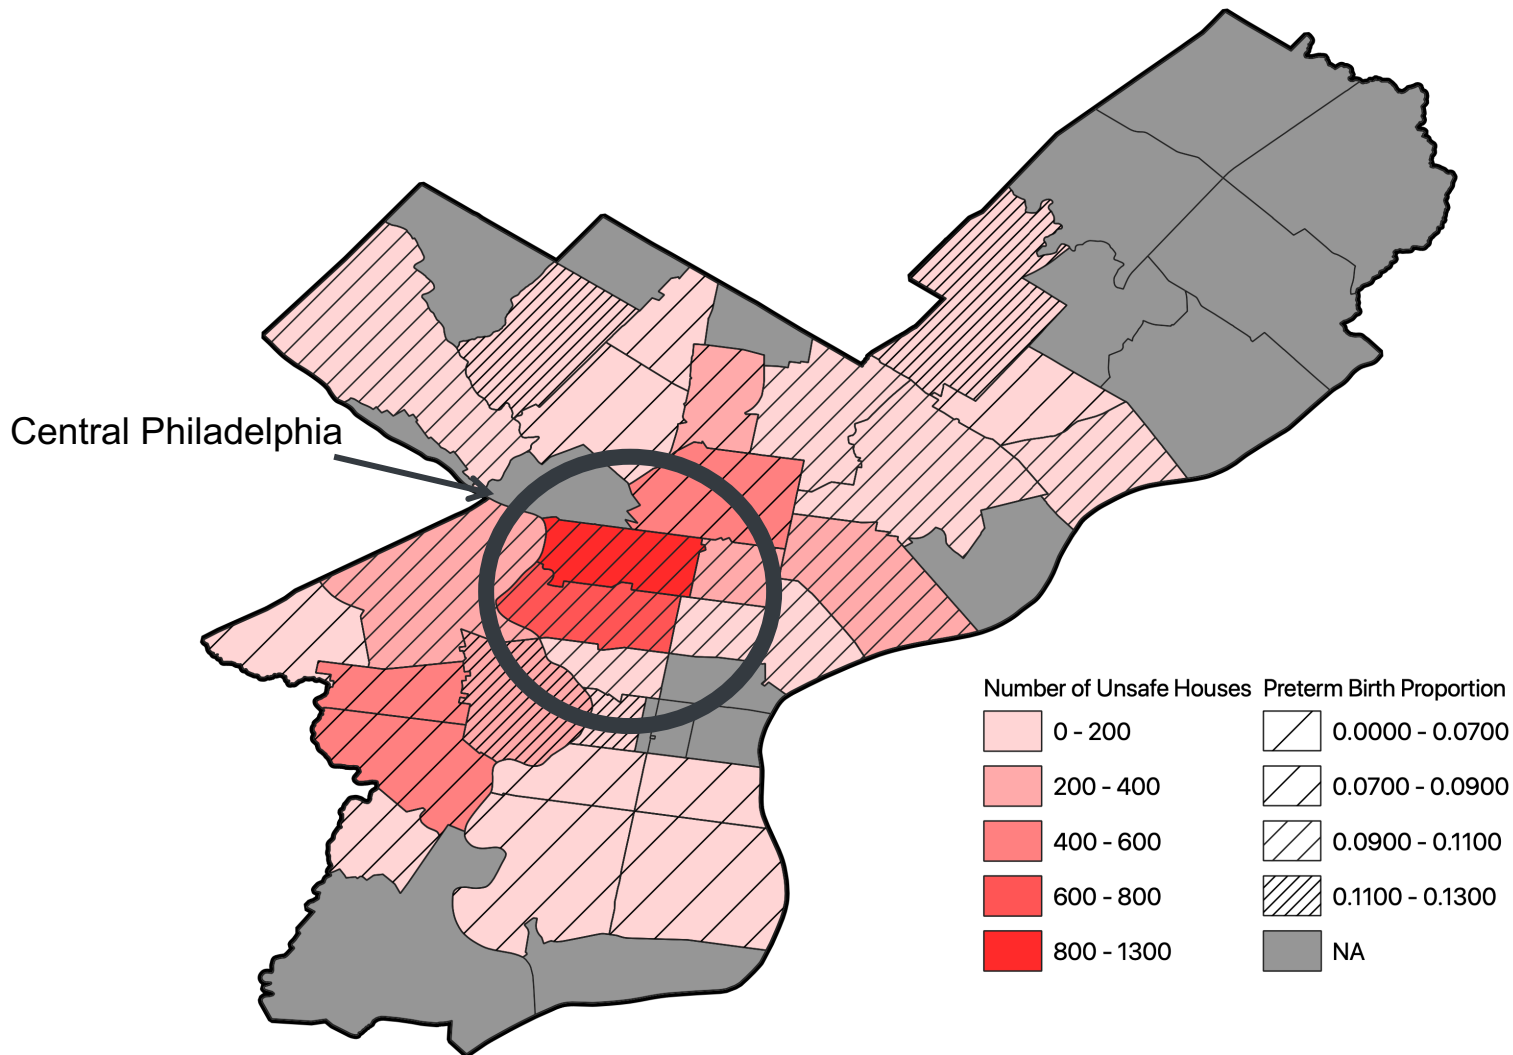 Central Philadelphia
Number of Unsafe Houses
0 - 200
200 - 400
400 - 600
600 - 800
800 - 1300
Preterm Birth Proportion
0.0000 - 0.0700
0.0700 - 0.0900
0.0900 - 0.1100
0.1100 - 0.1300
NA